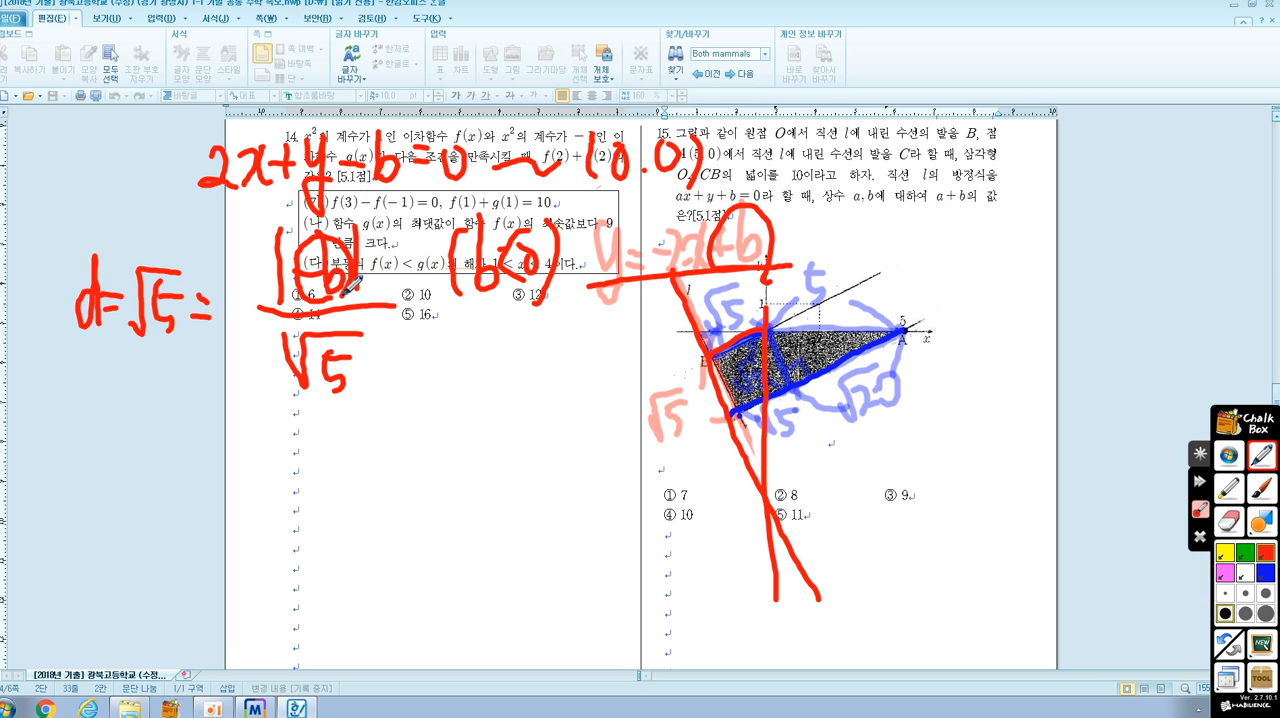 [2018년 기출] 광복고등학교 (수정) (경기 광명시) 1-1 기말 공통 수학 족보.hwp [D:\] [읽기 전용] - 한컴오피스 한글
편집(E) 보기(U) 입력(D) 서식(J) 쪽(W) 보안(R) 검토(H) 도구(K)
서식 쪽 글자 바꾸기 입력 찾기/바꾸기 개인 정보 바꾸기
복사하기 붙이기 모양 복사 모두 선택 조판 부호 지우기 글자 모양 문단 모양 스타일 쪽 여백 바탕쪽 단 글자 바꾸기 한자로 한글로 표 차트 도형 그림 그리기마당 개체 선택 개체 보호 문자표 찾기 Both mammals 이전 다음 바로 바꾸기 찾아서 바꾸기
바탕글 대표 함초롬바탕 10.0 pt 160 %
14. x² 의 계수가 인 이차함수 f(x)와 x²의 계수가 − 인 이
g(x) 다음 조건을 만족시킬 때, f(2)+ (2)
값은? [5.1점]
(가) f(3)−f(−1)=0, f(1)+g(1)=10
(나) 함수 g(x)의 최댓값이 함수 f(x)의 최솟값보다 9
만큼 크다.
(다) 부등식 f(x)<g(x)의 해가 1<x<4이다.
① 6 ② 10 ③ 12
④ 14 ⑤ 16
2x+y−b=0 ~ (0.0)
d=√5= |−b| / √5 (b<0)
15. 그림과 같이 원점 O에서 직선 l에 내린 수선의 발을 B, 점
A(5,0)에서 직선 l에 내린 수선의 발을 C라 할 때, 삼각형
OACB의 넓이를 10이라고 하자. 직선 l의 방정식을
ax+y+b=0라 할 때, 상수 a,b에 대하여 a+b의 값
은?[5.1점]
y=−2x+b
l
1
5
√5
5
A x
B
√5
√5
√20
① 7 ② 8 ③ 9
④ 10 ⑤ 11
Chalk Box
NEW
TOOL
Ver. 2.7.10.1
HABILIENCE
[2018년 기출] 광복고등학교 (수정...
4/6쪽 2단 33줄 2칸 문단 나눔 1/1 구역 삽입 변경 내용 [기록 중지]